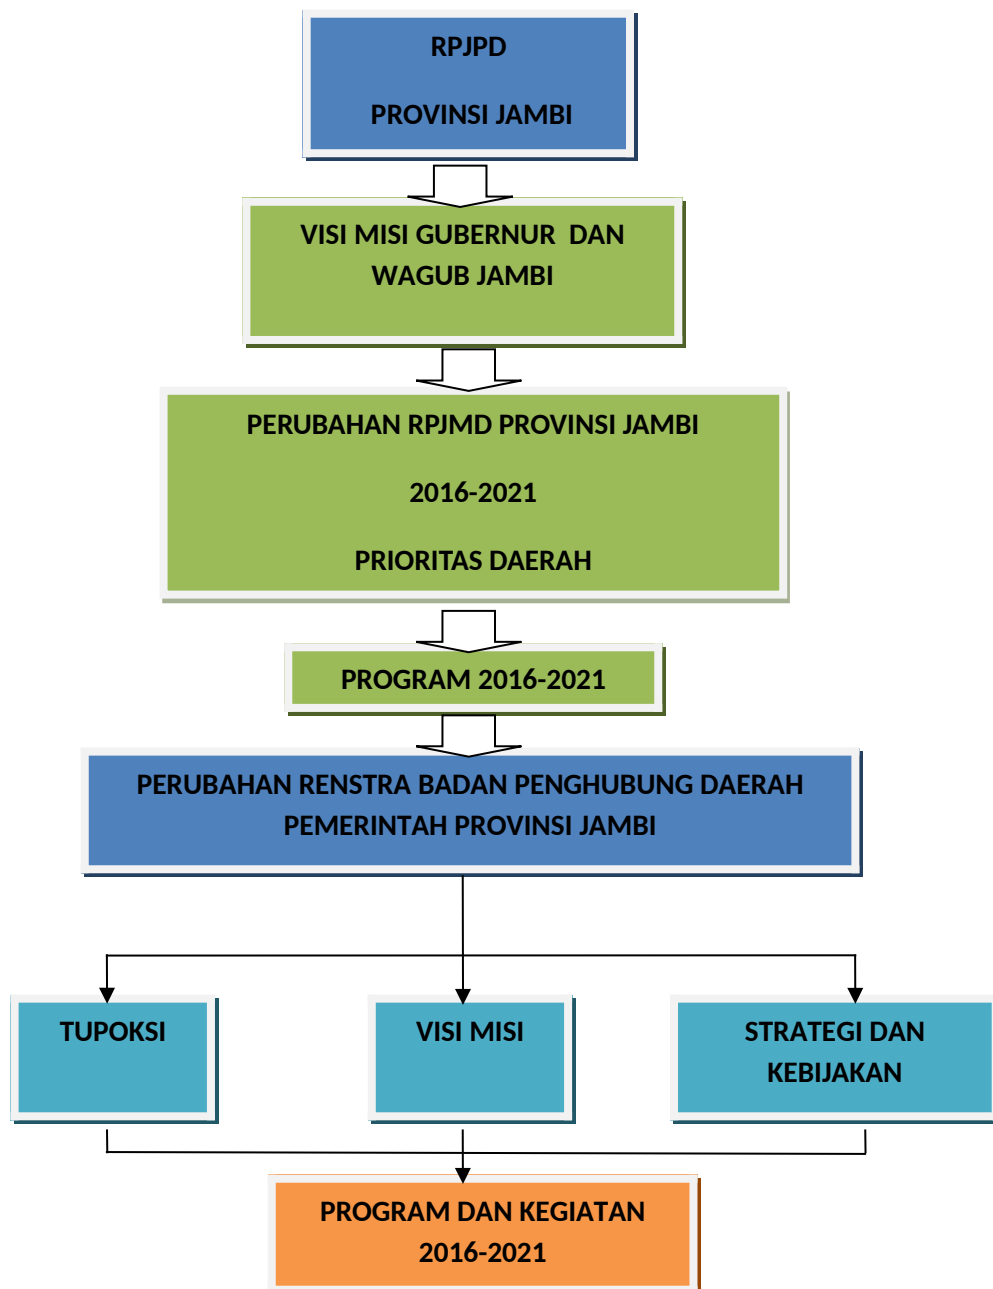 RPJPD
PROVINSI JAMBI
VISI MISI GUBERNUR  DAN
WAGUB JAMBI
PERUBAHAN RPJMD PROVINSI JAMBI
2016-2021
PRIORITAS DAERAH
PROGRAM 2016-2021
PERUBAHAN RENSTRA BADAN PENGHUBUNG DAERAH
PEMERINTAH PROVINSI JAMBI
TUPOKSI
VISI MISI
STRATEGI DAN
KEBIJAKAN
PROGRAM DAN KEGIATAN
2016-2021